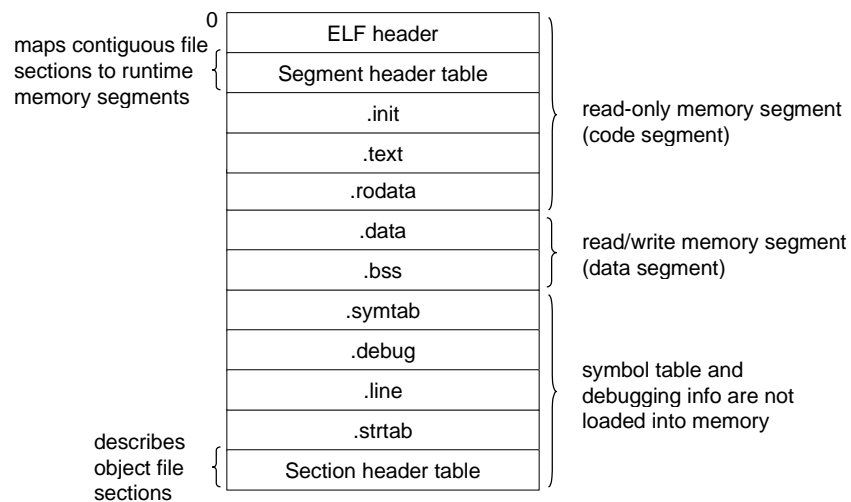 0
ELF header
maps contiguous file
sections to runtime
memory segments
Segment header table
.init
.text
.rodata
read-only memory segment
(code segment)
.data
.bss
read/write memory segment
(data segment)
.symtab
.debug
.line
.strtab
symbol table and
debugging info are not
loaded into memory
describes
object file
sections
Section header table